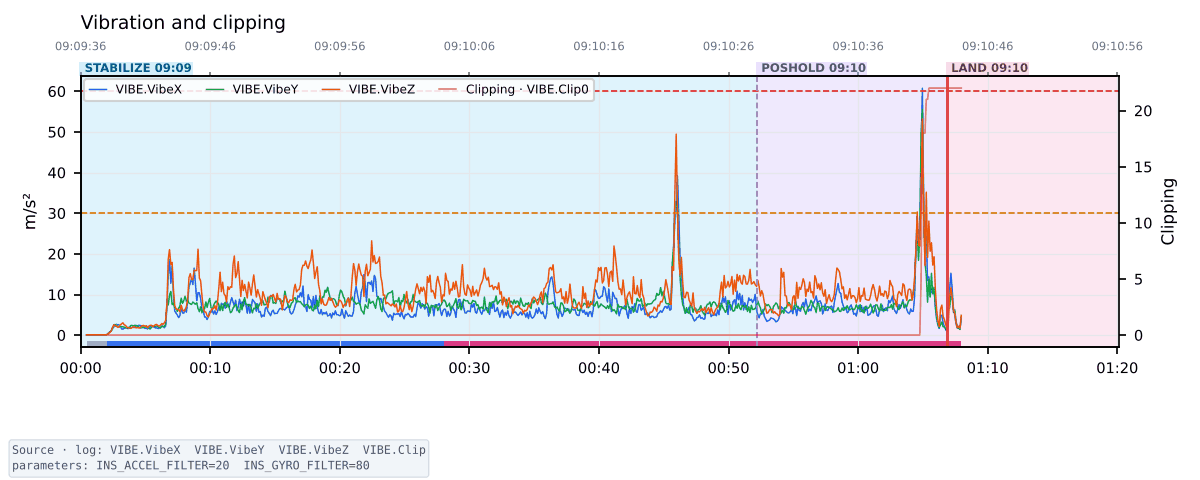 Vibration and clipping
09:09:36 09:09:46 09:09:56 09:10:06 09:10:16 09:10:26 09:10:36 09:10:46 09:10:56
STABILIZE 09:09 POSHOLD 09:10 LAND 09:10
VIBE.VibeX VIBE.VibeY VIBE.VibeZ Clipping · VIBE.Clip0
60
50
40
30
20
10
0
m/s²
20
15
10
5
0
Clipping
00:00 00:10 00:20 00:30 00:40 00:50 01:00 01:10 01:20
Source · log: VIBE.VibeX VIBE.VibeY VIBE.VibeZ VIBE.Clip
parameters: INS_ACCEL_FILTER=20 INS_GYRO_FILTER=80